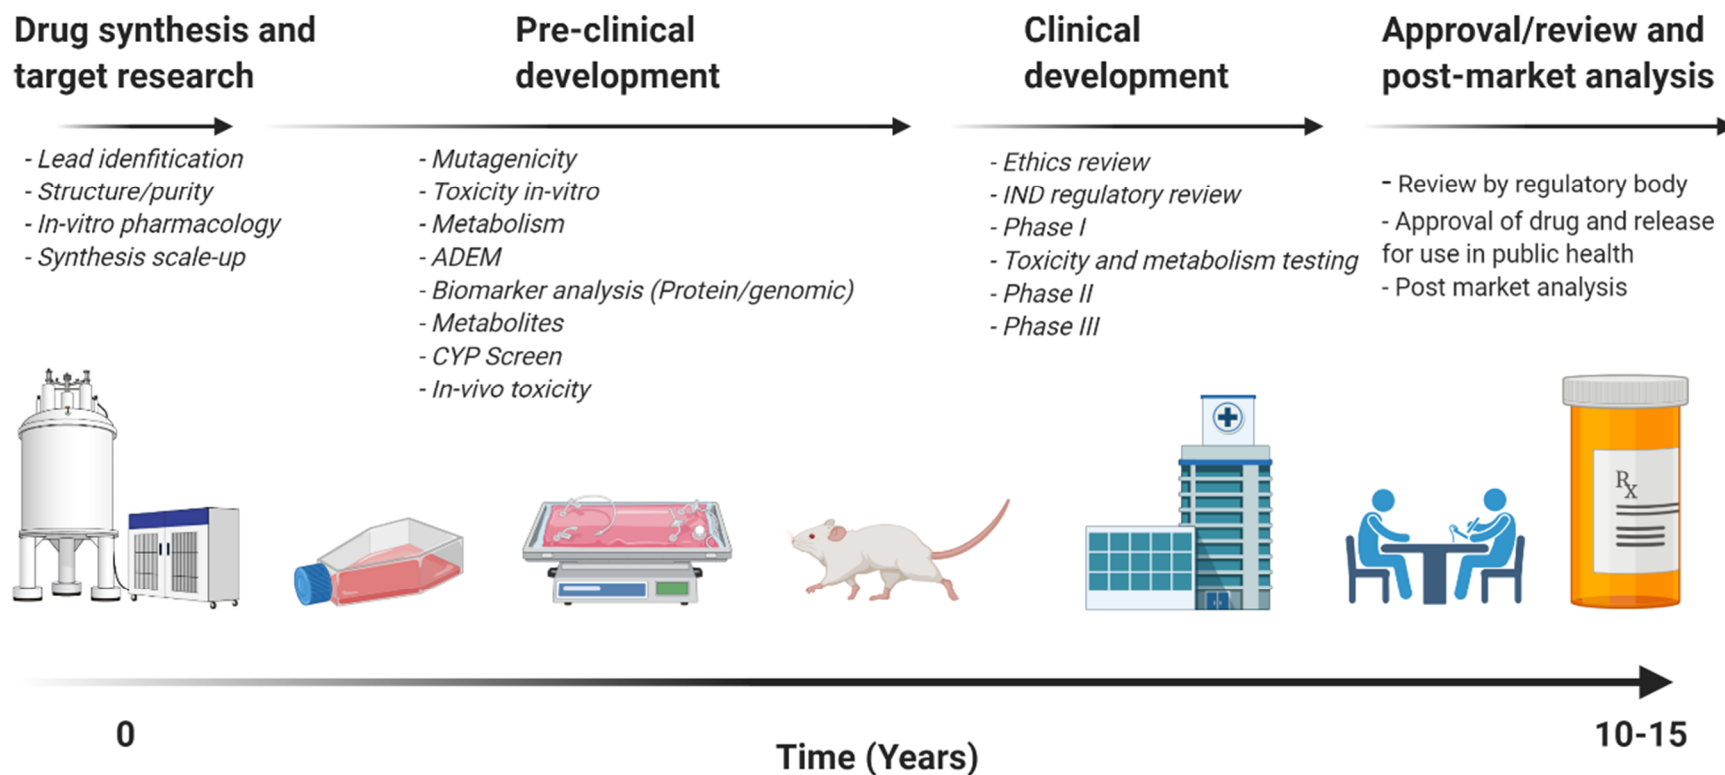 Drug synthesis and
target research
- Lead idenfitication
- Structure/purity
- In-vitro pharmacology
- Synthesis scale-up
Pre-clinical
development
- Mutagenicity
- Toxicity in-vitro
- Metabolism
- ADEM
- Biomarker analysis (Protein/genomic)
- Metabolites
- CYP Screen
- In-vivo toxicity
Clinical
development
- Ethics review
- IND regulatory review
- Phase I
- Toxicity and metabolism testing
- Phase II
- Phase III
Approval/review and
post-market analysis
- Review by regulatory body
- Approval of drug and release
for use in public health
- Post market analysis
Rx
0
10-15
Time (Years)